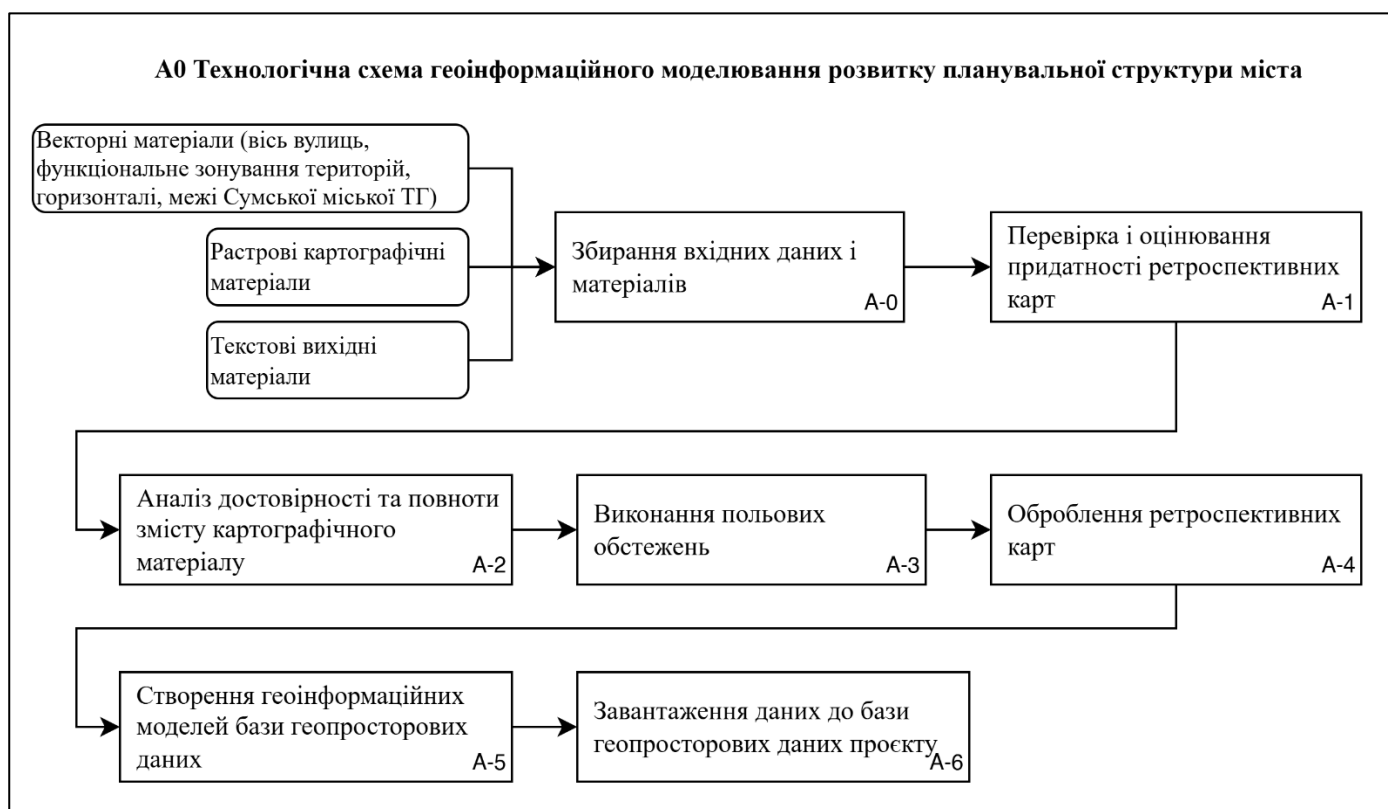 А0 Технологічна схема геоінформаційного моделювання розвитку планувальної структури міста
Векторні матеріали (вісь вулиць,
функціональне зонування територій,
горизонталі, межі Сумської міської ТГ)
Растрові картографічні
матеріали
Текстові вихідні
матеріали
Збирання вхідних даних і
матеріалів
А-0
Перевірка і оцінювання
придатності ретроспективних
карт
А-1
Аналіз достовірності та повноти
змісту картографічного
матеріалу
А-2
Виконання польових
обстежень
А-3
Оброблення ретроспективних
карт
А-4
Створення геоінформаційних
моделей бази геопросторових
даних
А-5
Завантаження даних до бази
геопросторових даних проєкту
А-6